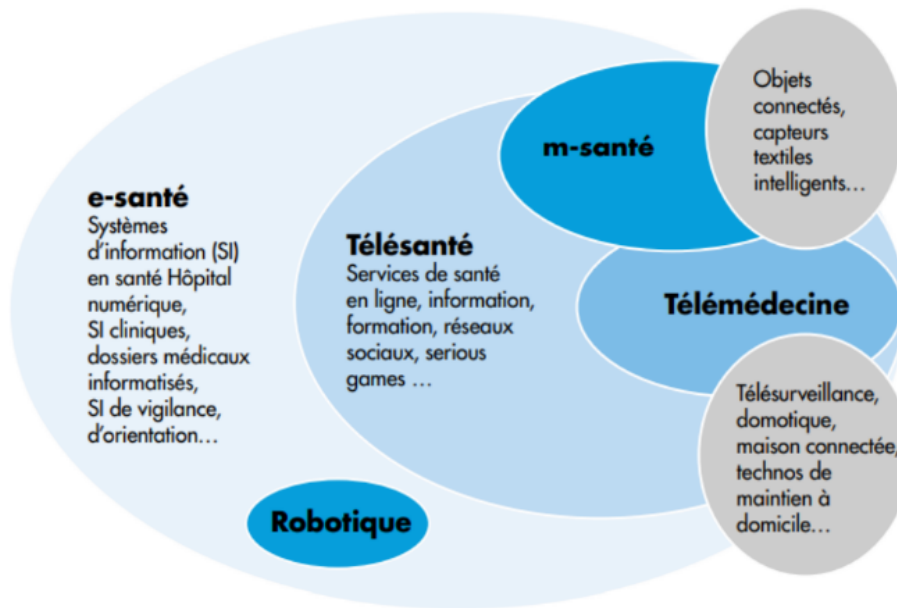 e-santé
Systèmes
d'information (SI)
en santé Hôpital
numérique,
SI cliniques,
dossiers médicaux
informatisés,
SI de vigilance,
d'orientation...
Télésanté
Services de santé
en ligne, information,
formation, réseaux
sociaux, serious
games ...
m-santé
Objets
connectés,
capteurs
textiles
intelligents...
Télémédecine
Télésurveillance,
domotique,
maison connectée,
technos de
maintien à
domicile...
Robotique